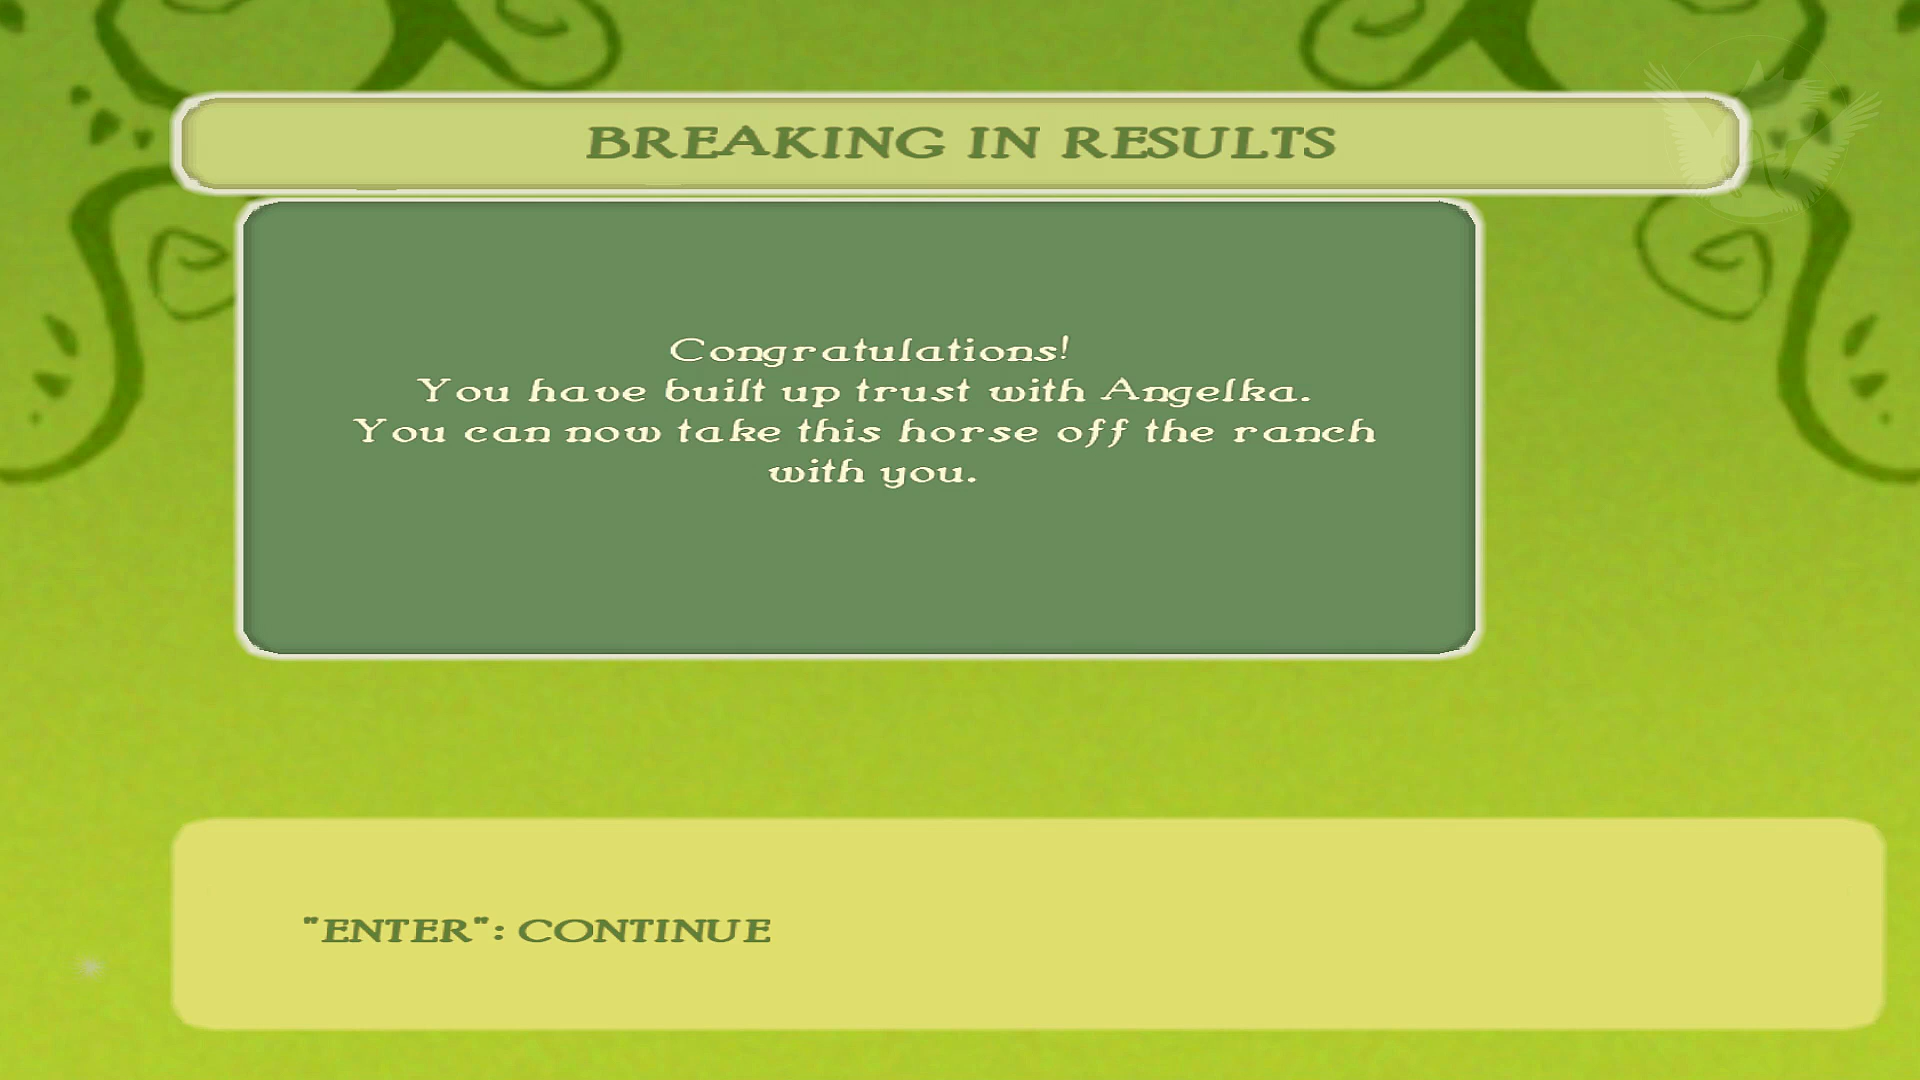 BREAKING IN RESULTS
Congratulations!
You have built up trust with Angelka.
You can now take this horse off the ranch
with you.
"ENTER": CONTINUE